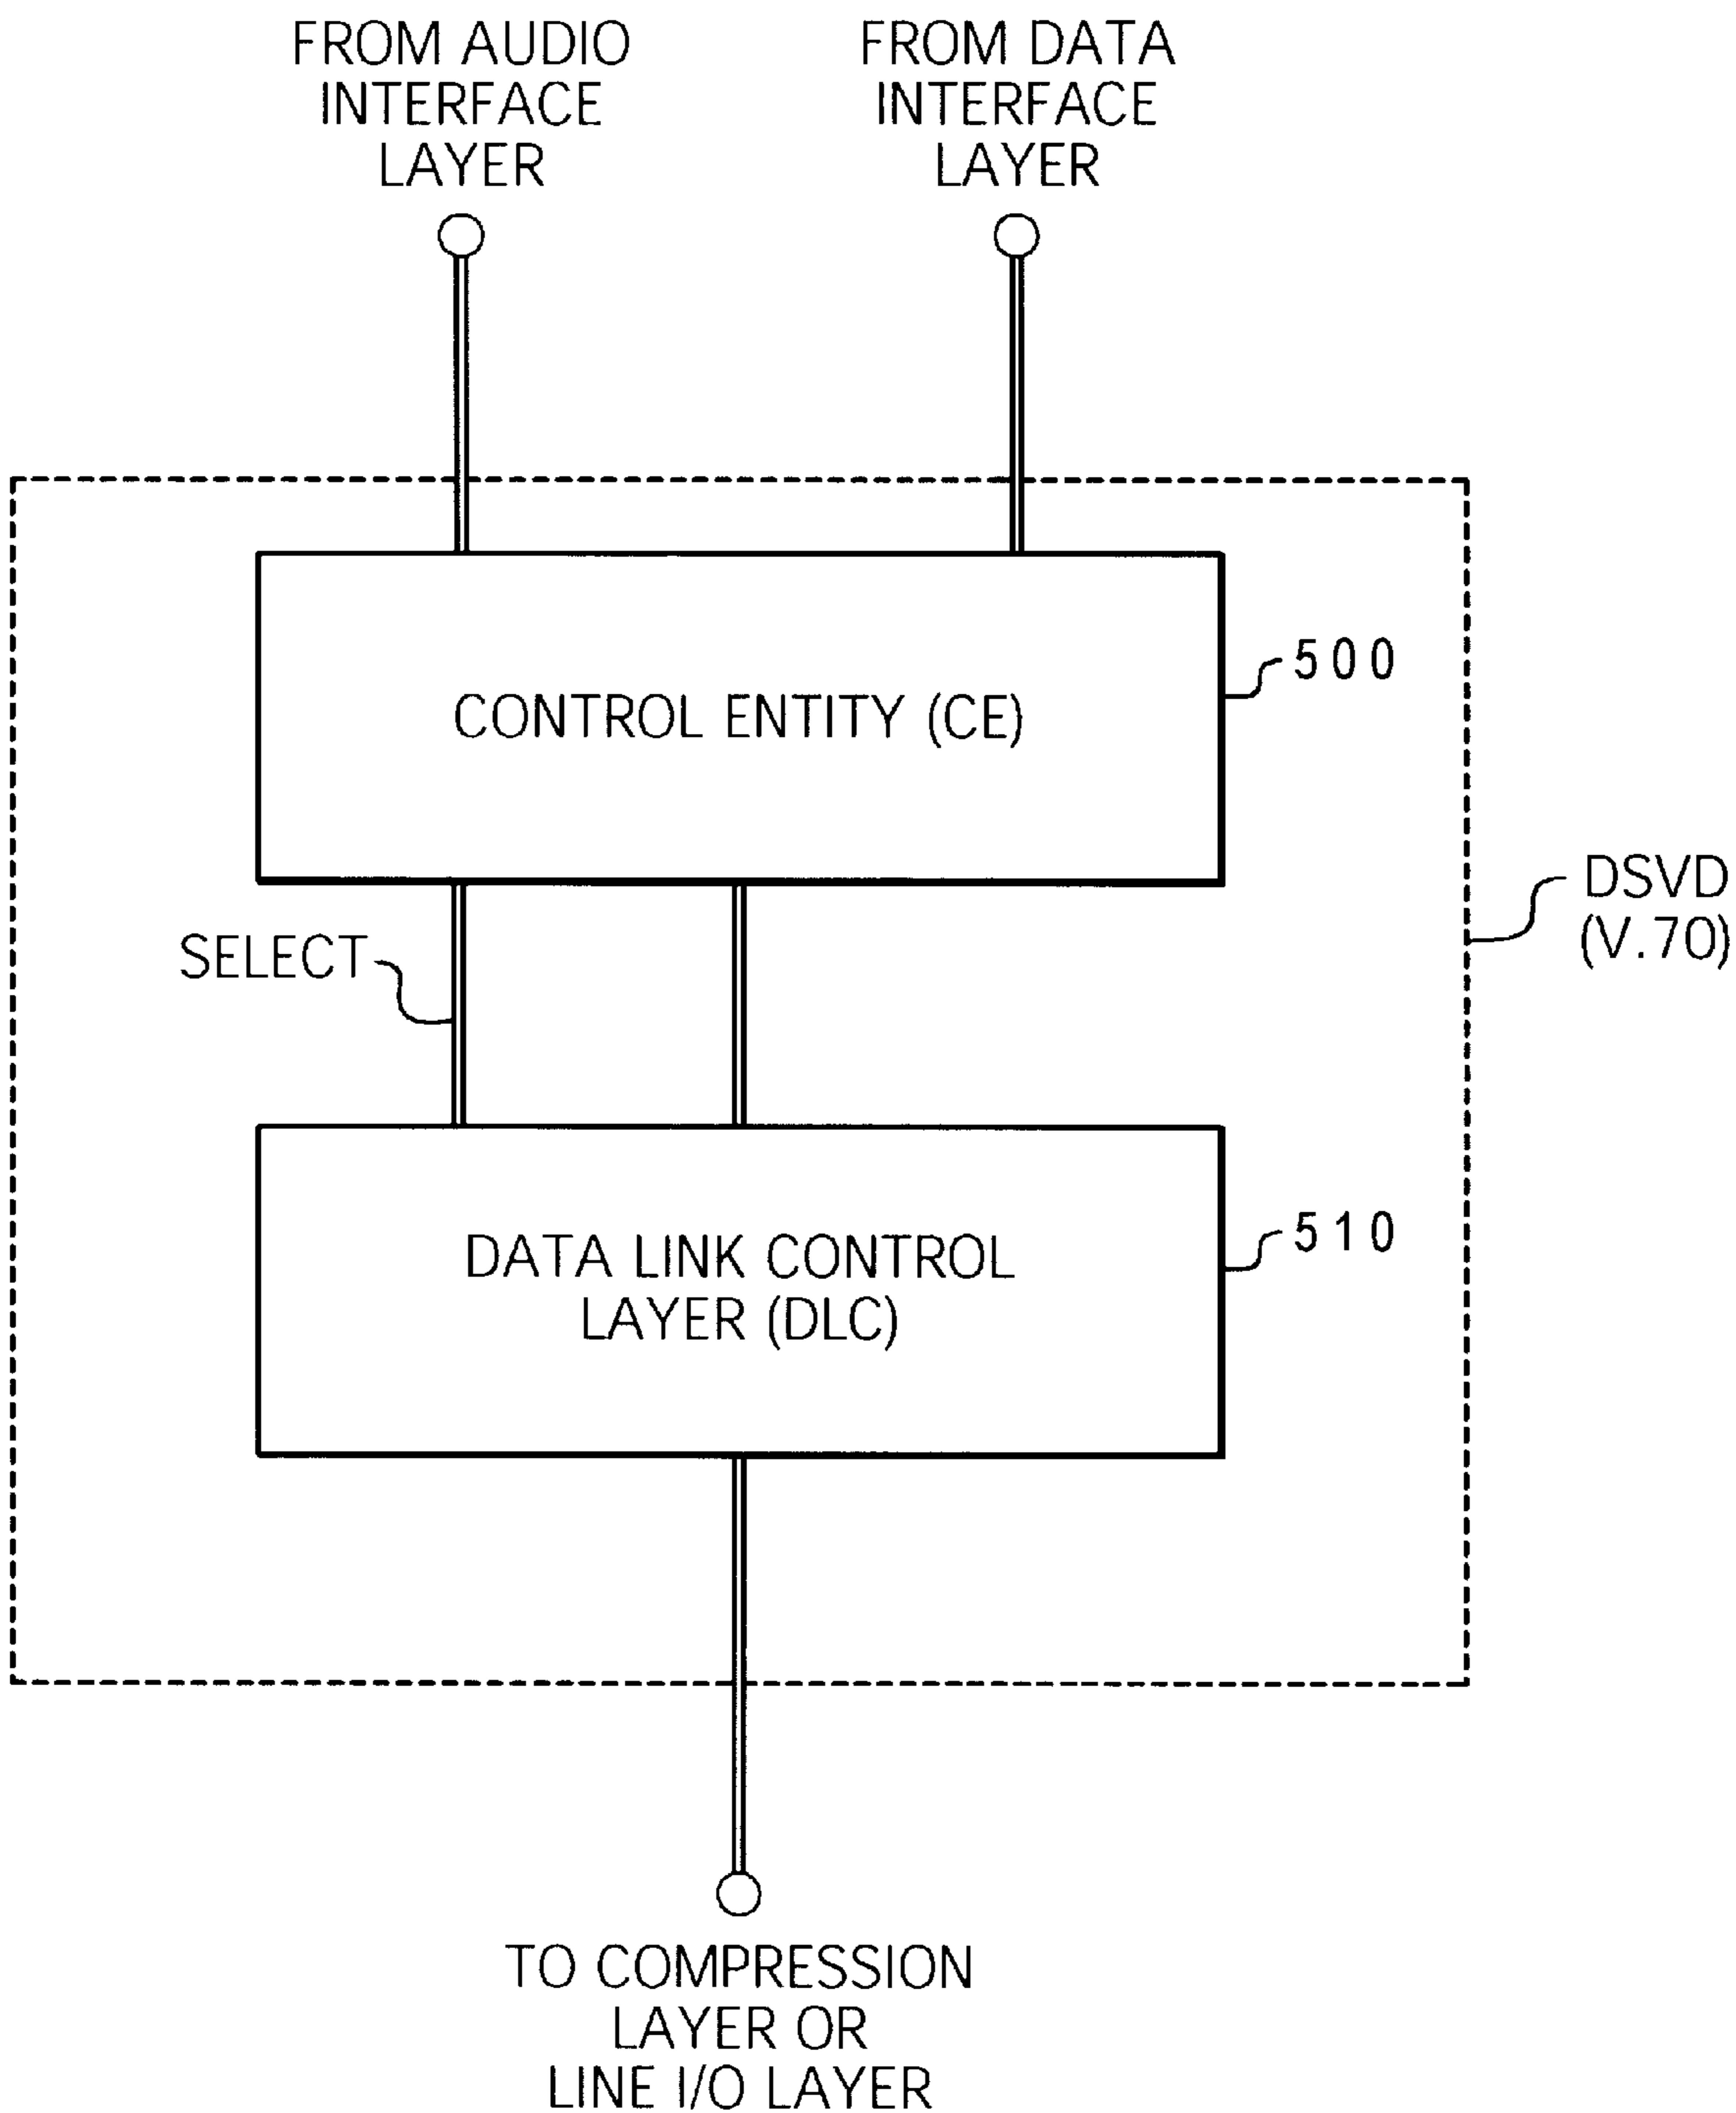 FROM AUDIO
INTERFACE
LAYER
FROM DATA
INTERFACE
LAYER
CONTROL ENTITY (CE)
500
DSVD
(V.70)
SELECT
DATA LINK CONTROL
LAYER (DLC)
510
TO COMPRESSION
LAYER OR
LINE I/O LAYER